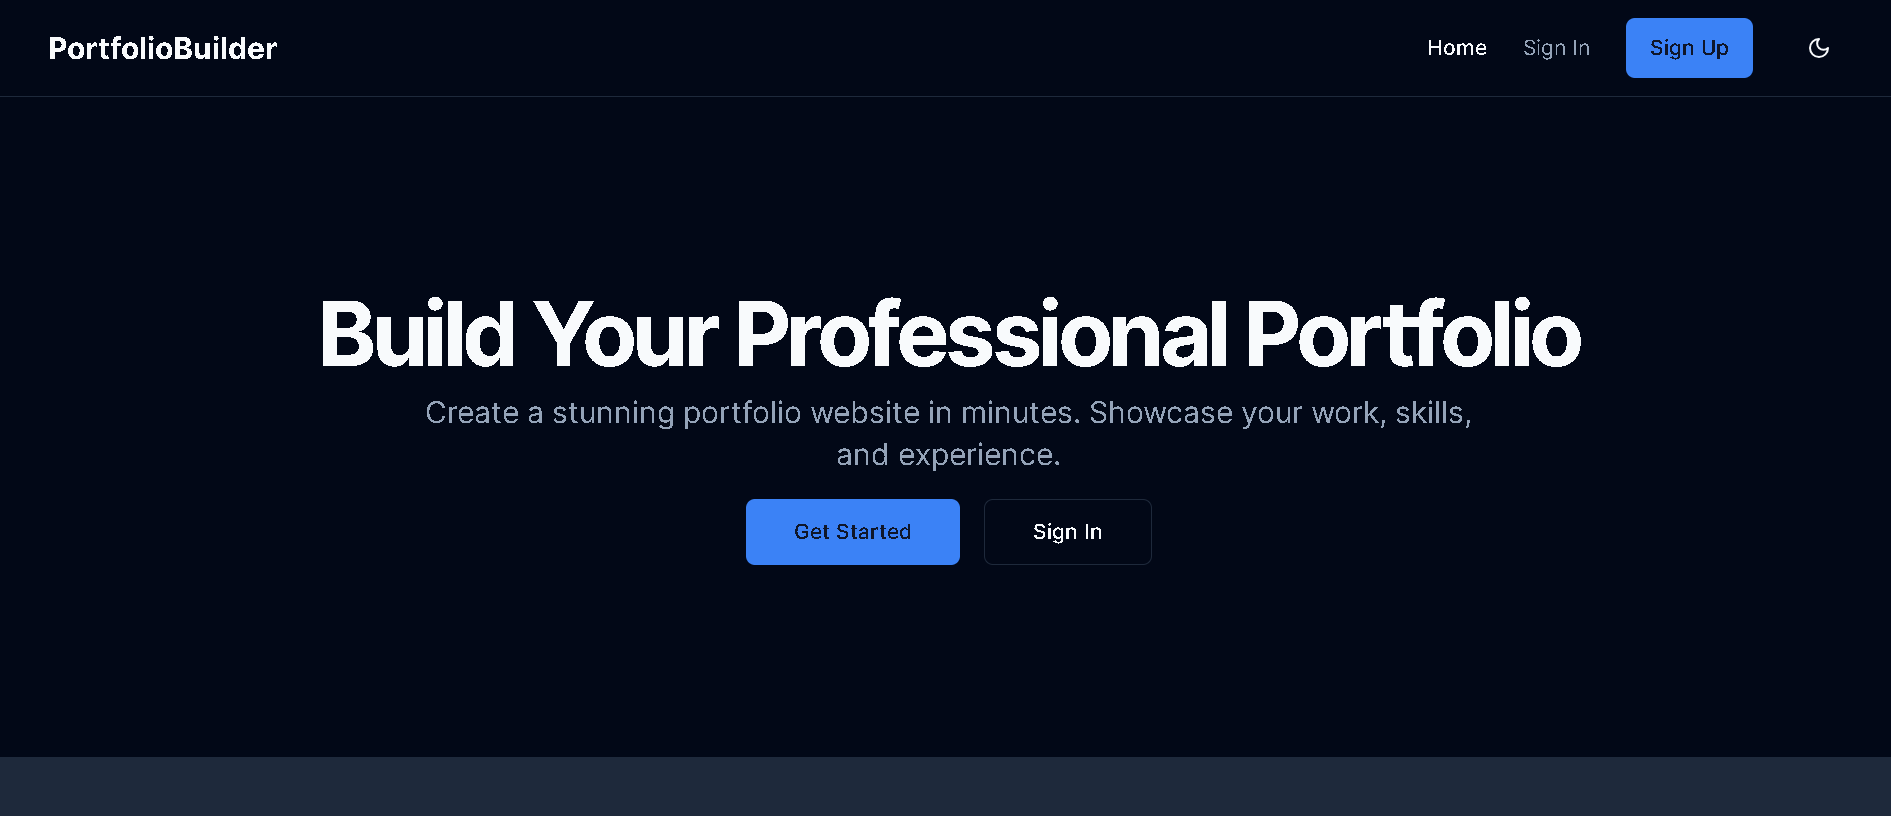 PortfolioBuilder
Home
Sign In
Sign Up
Build Your Professional Portfolio
Create a stunning portfolio website in minutes. Showcase your work, skills,
and experience.
Get Started
Sign In